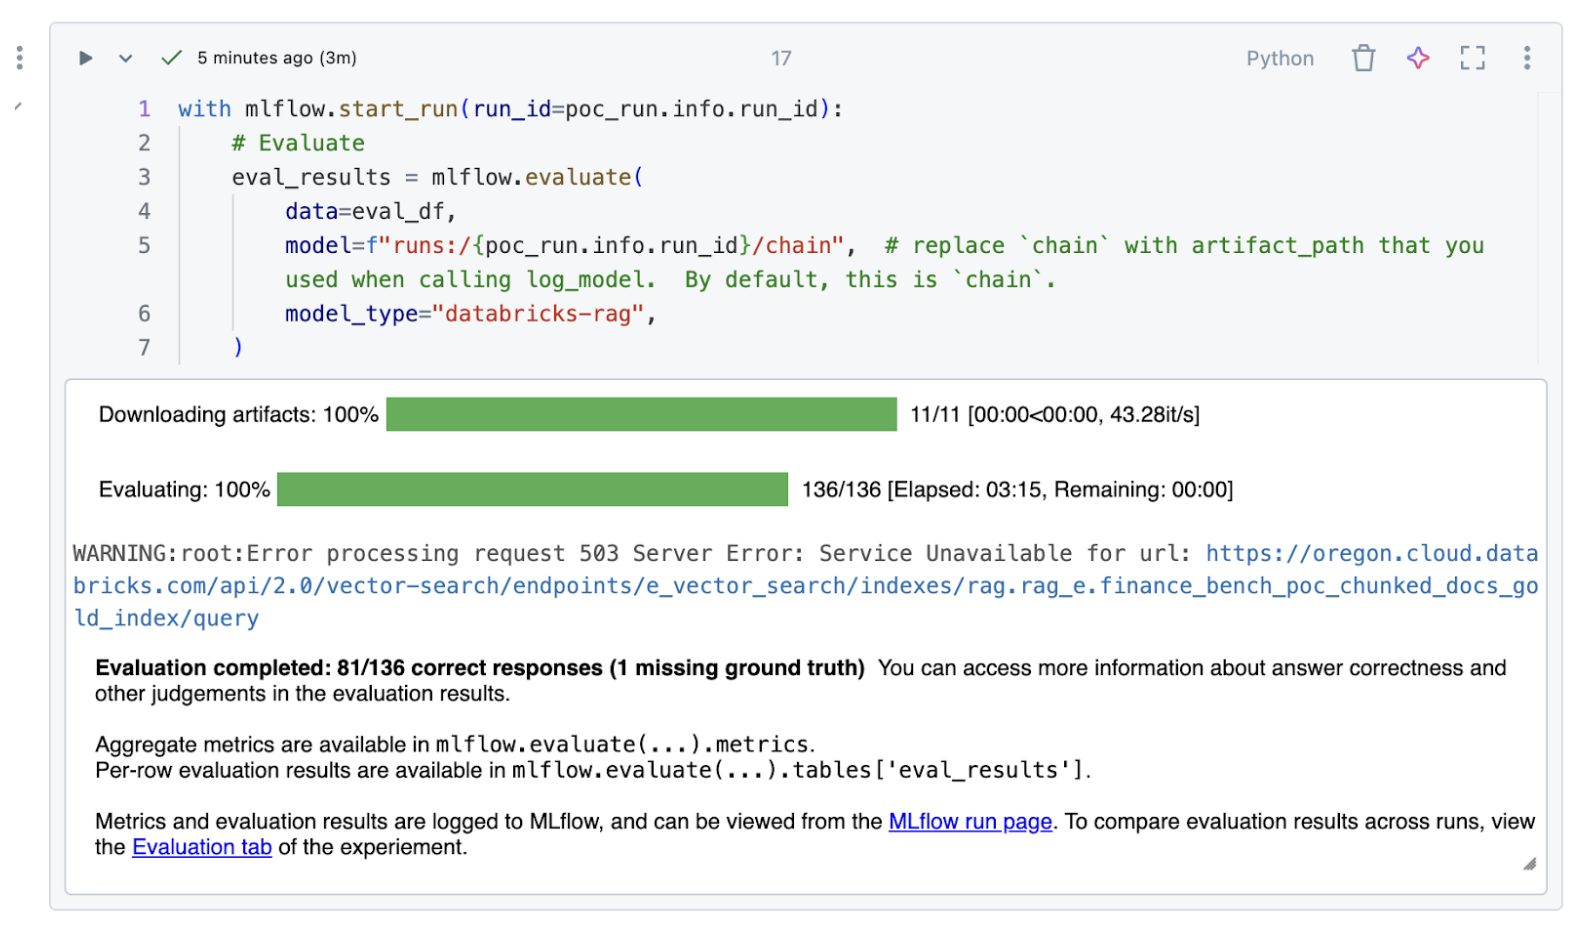 5 minutes ago (3m)
17
Python
1 with mlflow.start_run(run_id=poc_run.info.run_id):
2 # Evaluate
3 eval_results = mlflow.evaluate(
4 data=eval_df,
5 model=f"runs:/{poc_run.info.run_id}/chain", # replace `chain` with artifact_path that you
used when calling log_model. By default, this is `chain`.
6 model_type="databricks-rag",
7 )
Downloading artifacts: 100% 11/11 [00:00<00:00, 43.28it/s]
Evaluating: 100% 136/136 [Elapsed: 03:15, Remaining: 00:00]
WARNING:root:Error processing request 503 Server Error: Service Unavailable for url: https://oregon.cloud.data
bricks.com/api/2.0/vector-search/endpoints/e_vector_search/indexes/rag.rag_e.finance_bench_poc_chunked_docs_go
ld_index/query
Evaluation completed: 81/136 correct responses (1 missing ground truth) You can access more information about answer correctness and
other judgements in the evaluation results.
Aggregate metrics are available in mlflow.evaluate(...).metrics.
Per-row evaluation results are available in mlflow.evaluate(...).tables['eval_results'].
Metrics and evaluation results are logged to MLflow, and can be viewed from the MLflow run page. To compare evaluation results across runs, view
the Evaluation tab of the experiement.